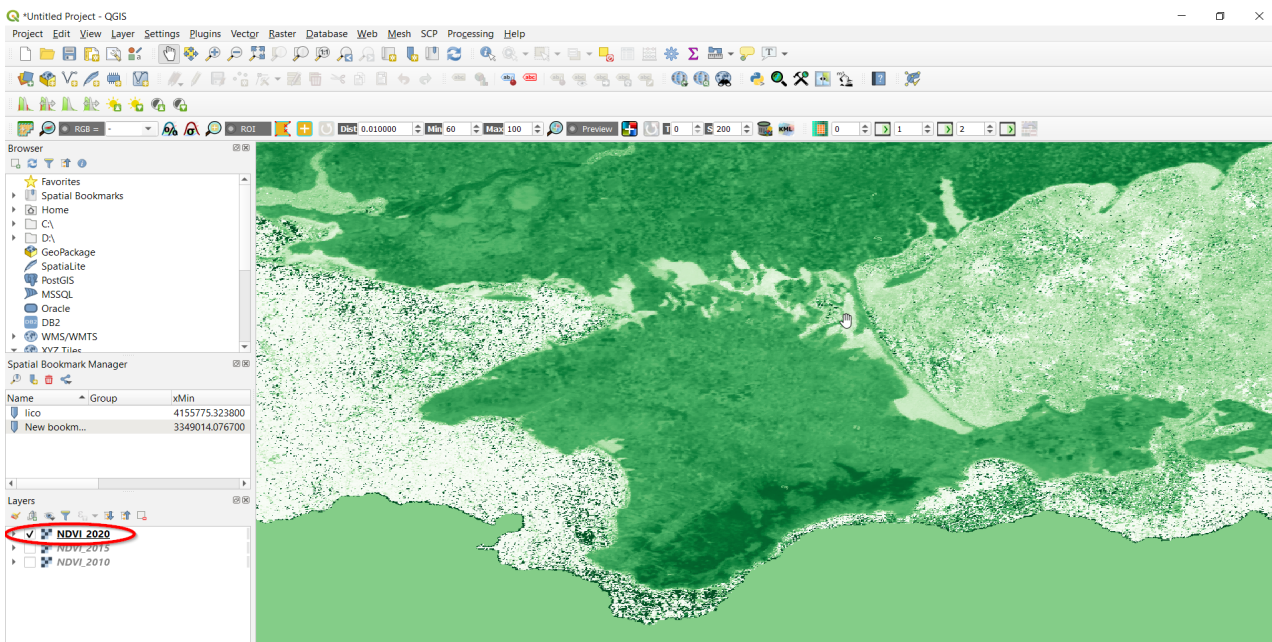 *Untitled Project - QGIS
Project Edit View Layer Settings Plugins Vector Raster Database Web Mesh SCP Processing Help
RGB = - ROI Dist 0.010000 Min 60 Max 100 Preview T 0 S 200 KML 0 1 2
Browser
Favorites
Spatial Bookmarks
Home
C:\
D:\
GeoPackage
SpatiaLite
PostGIS
MSSQL
Oracle
DB2 DB2
WMS/WMTS
XYZ Tiles
Spatial Bookmark Manager
Name Group xMin
lico 4155775.323800
New bookm... 3349014.076700
Layers
NDVI_2020
NDVI_2015
NDVI_2010